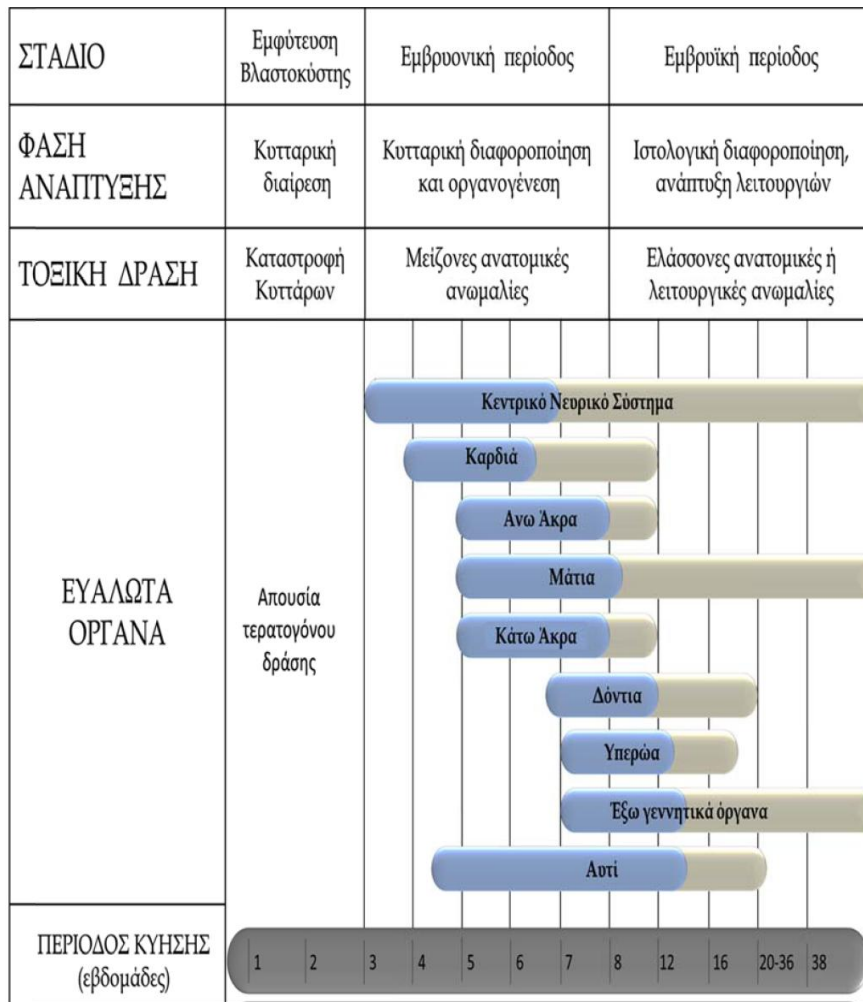 ΣΤΑΔΙΟ
Εμφύτευση
Βλαστοκύστης
Εμβρυονική περίοδος
Εμβρυϊκή περίοδος
ΦΑΣΗ
ΑΝΑΠΤΥΞΗΣ
Κυτταρική
διαίρεση
Κυτταρική διαφοροποίηση
και οργανογένεση
Ιστολογική διαφοροποίηση,
ανάπτυξη λειτουργιών
ΤΟΞΙΚΗ ΔΡΑΣΗ
Καταστροφή
Κυττάρων
Μείζονες ανατομικές
ανωμαλίες
Ελάσσονες ανατομικές ή
λειτουργικές ανωμαλίες
ΕΥΑΛΩΤΑ
ΟΡΓΑΝΑ
Απουσία
τερατογόνου
δράσης
Κεντρικό Νευρικό Σύστημα
Καρδιά
Ανω Άκρα
Μάτια
Κάτω Άκρα
Δόντια
Υπερώα
Έξω γεννητικά όργανα
Αυτί
ΠΕΡΙΟΔΟΣ ΚΥΗΣΗΣ
(εβδομάδες)
1 2 3 4 5 6 7 8 12 16 20-36 38